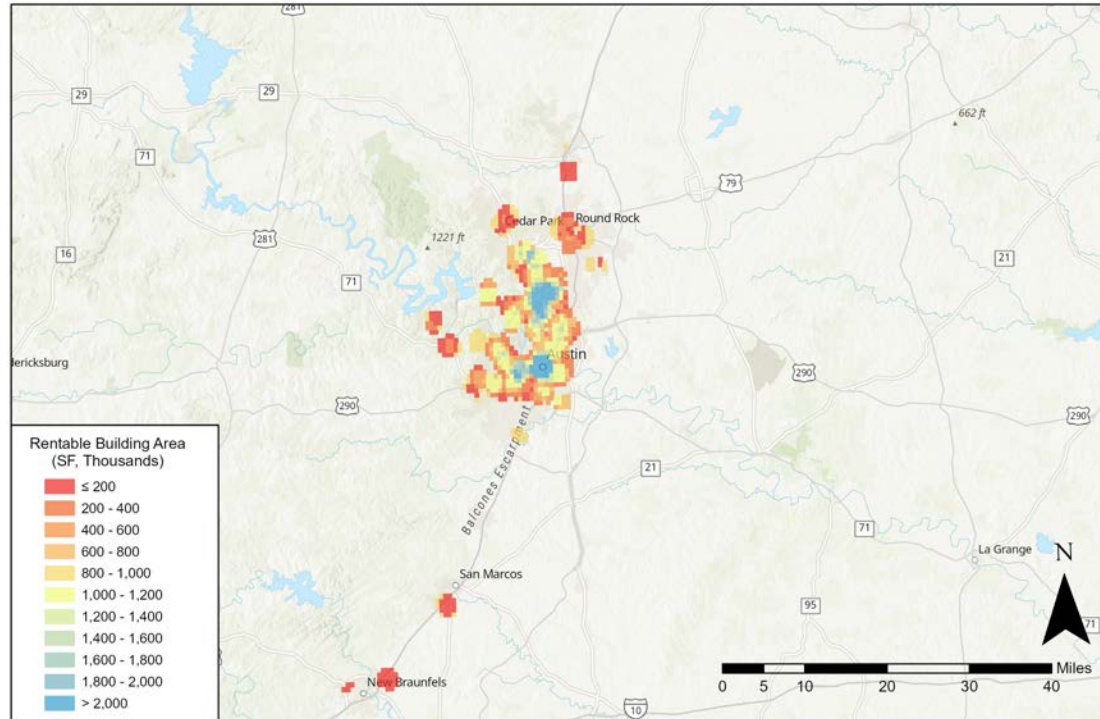 281
29
29
71
662 ft
79
Cedar Park
Round Rock
281
1221 ft
16
71
21
dericksburg
Austin
290
290
290
Balcones Escarpment
21
71
La Grange
San Marcos
95
71
New Braunfels
10
N
Miles
0 5 10 20 30 40
Rentable Building Area
(SF, Thousands)
≤ 200
200 - 400
400 - 600
600 - 800
800 - 1,000
1,000 - 1,200
1,200 - 1,400
1,400 - 1,600
1,600 - 1,800
1,800 - 2,000
> 2,000